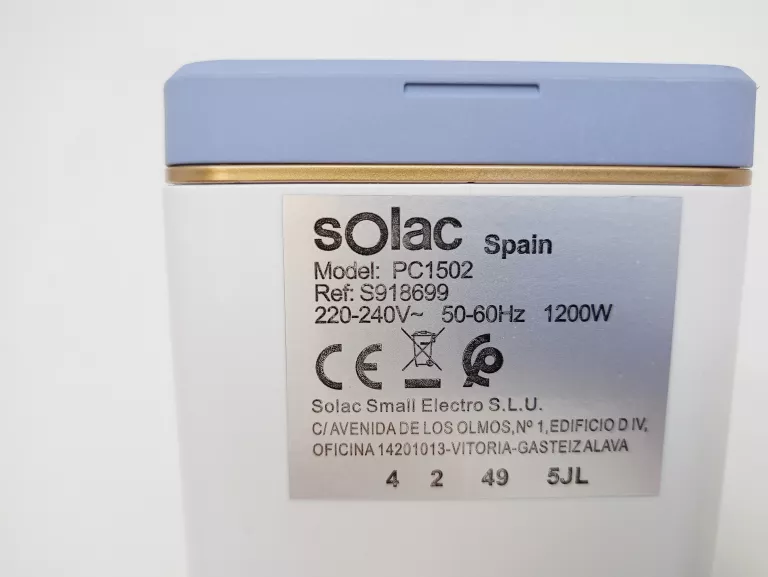 solac Spain
Model: PC1502
Ref: S918699
220-240V~ 50-60Hz 1200W
CE
Solac Small Electro S.L.U.
C/ AVENIDA DE LOS OLMOS, Nº 1, EDIFICIO D IV,
OFICINA 14201013-VITORIA-GASTEIZ ALAVA
4 2 49 5JL